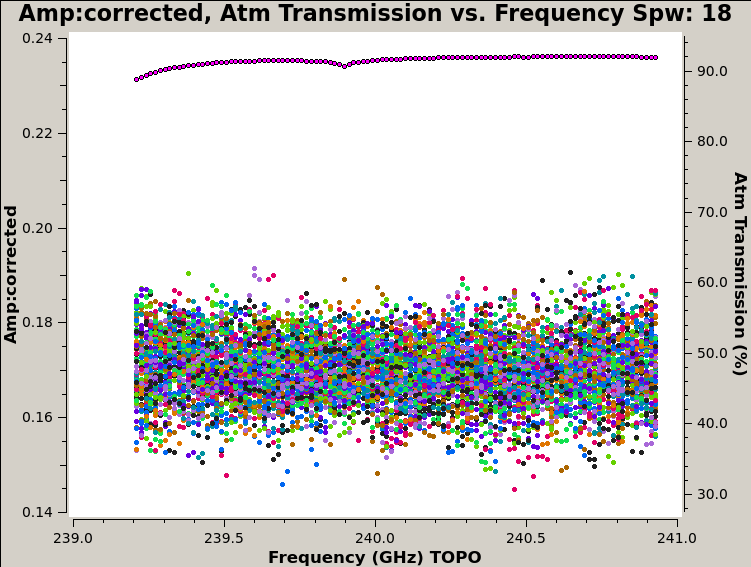 Amp:corrected, Atm Transmission vs. Frequency Spw: 18
0.24
0.22
0.20
0.18
0.16
0.14
Amp:corrected
90.0
80.0
70.0
60.0
50.0
40.0
30.0
Atm Transmission (%)
239.0 239.5 240.0 240.5 241.0
Frequency (GHz) TOPO